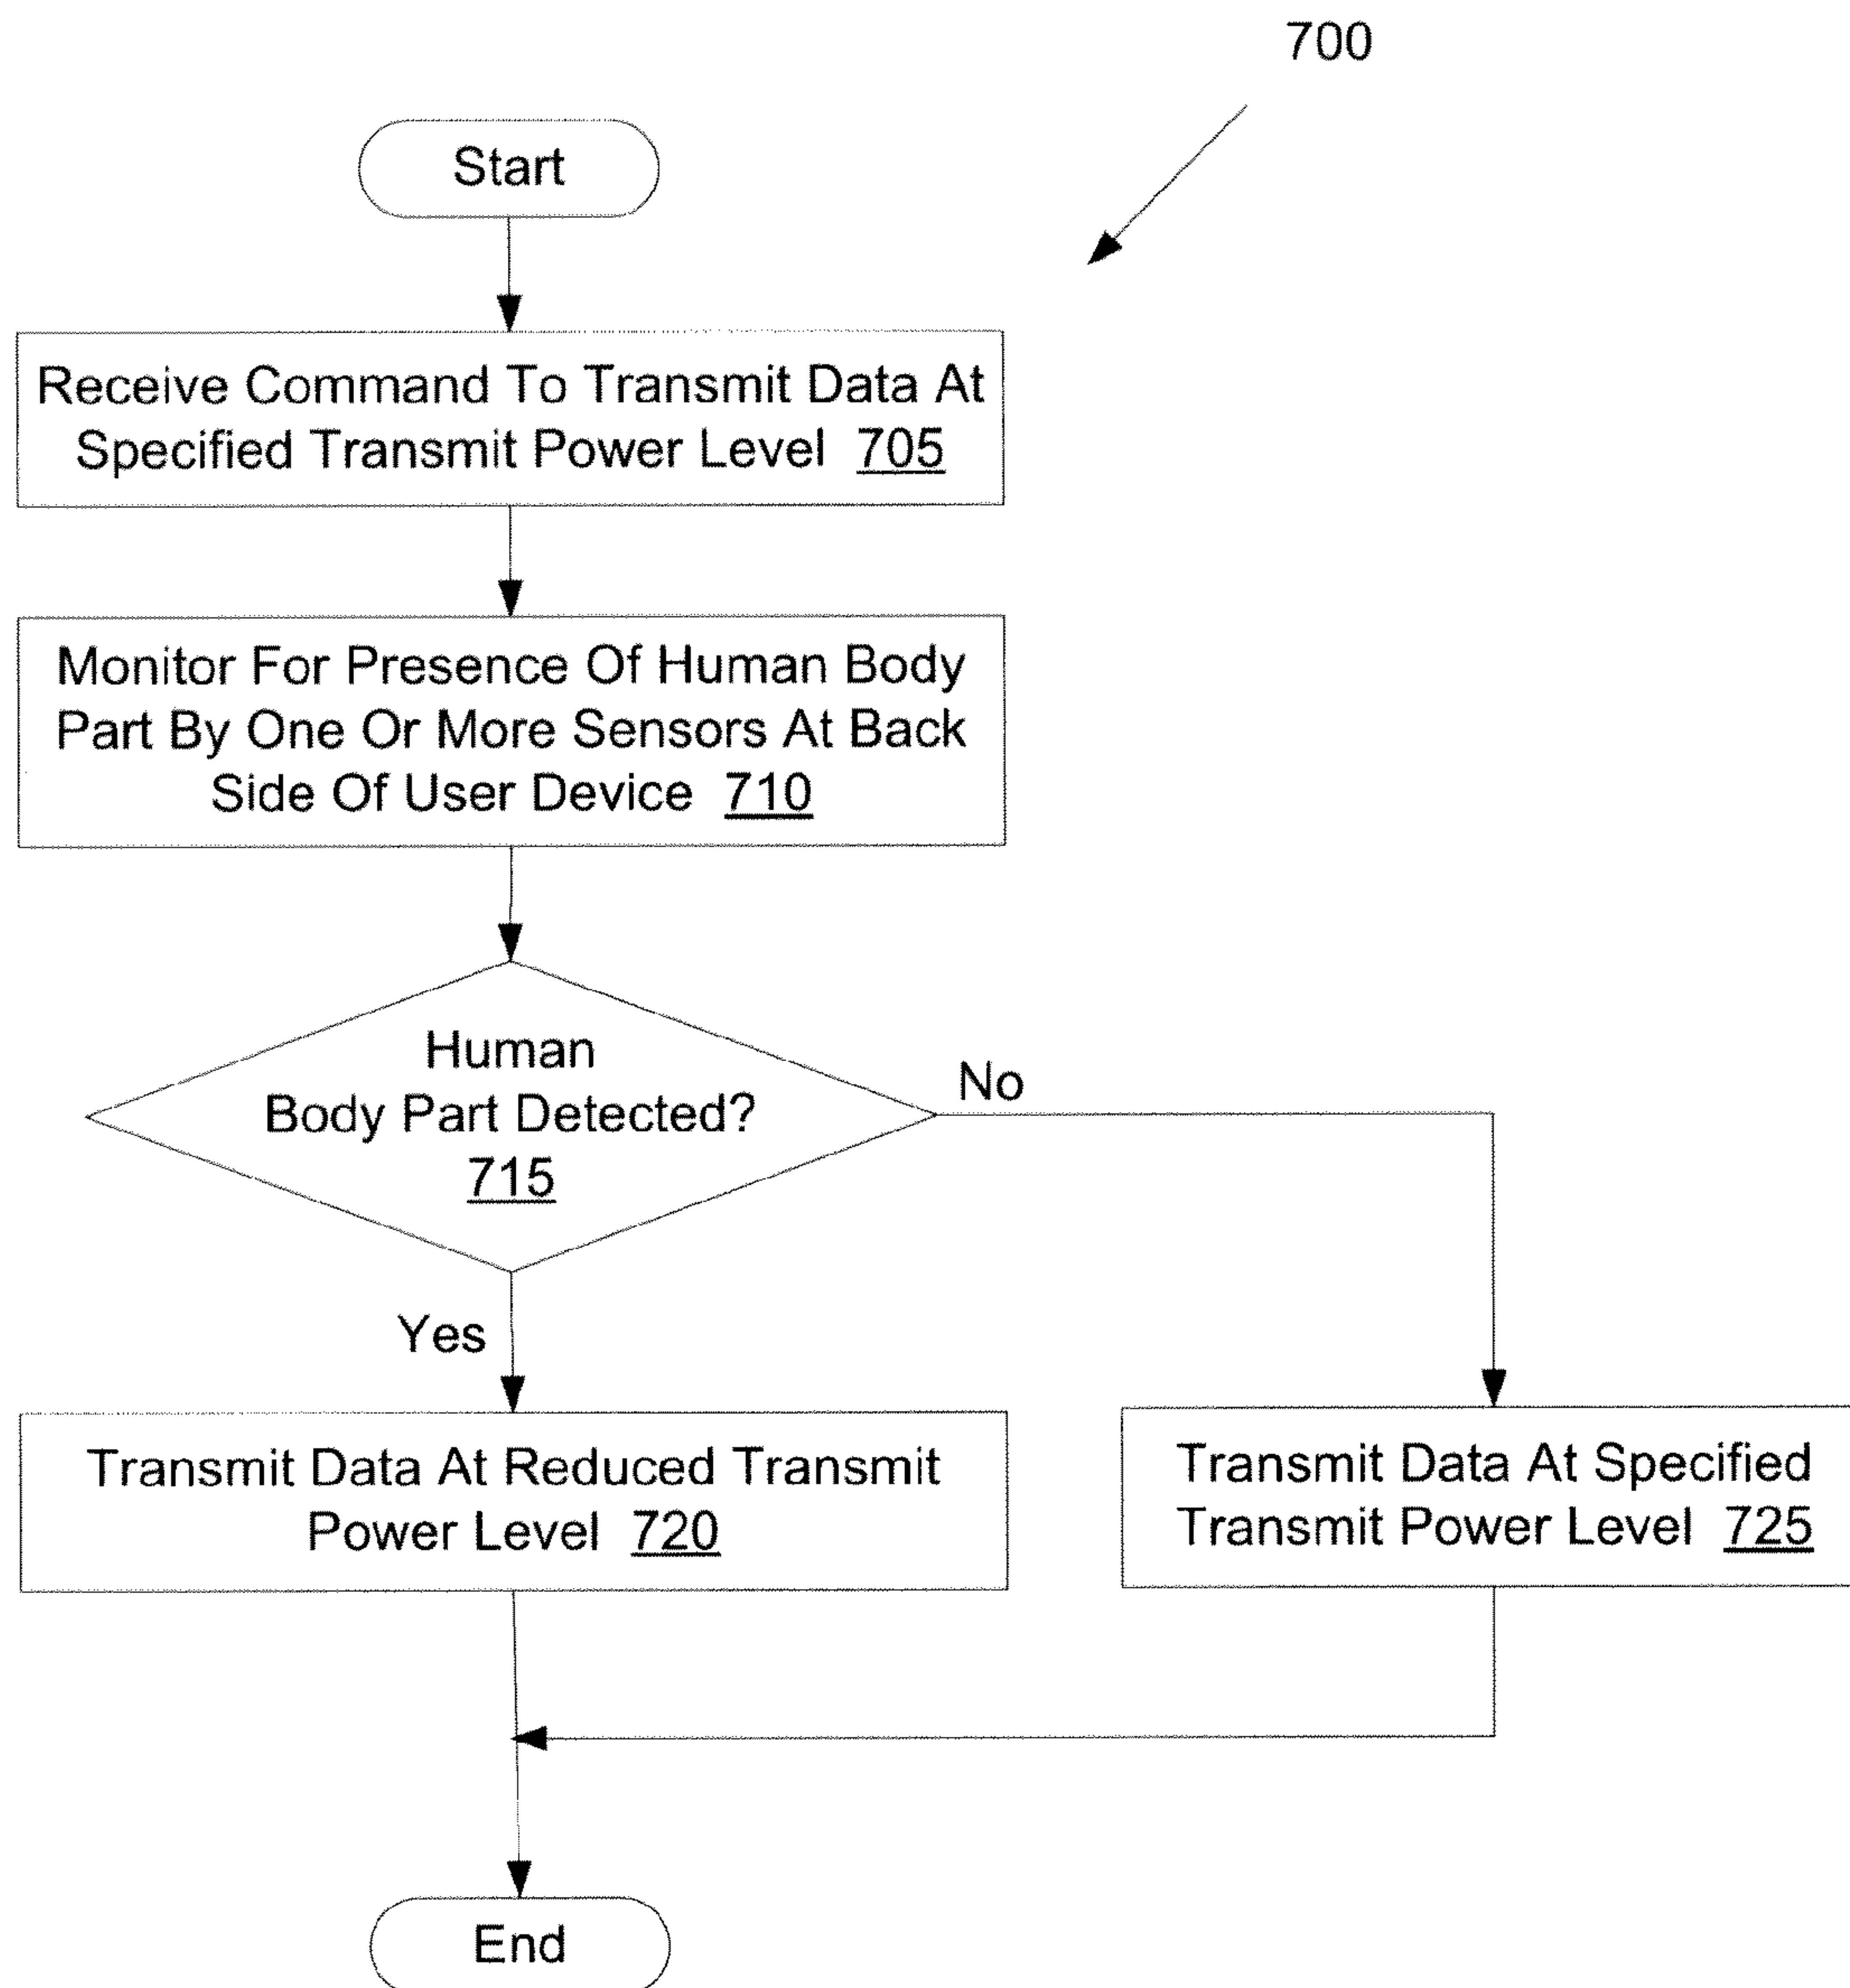 700
Start
Receive Command To Transmit Data At
Specified Transmit Power Level 705
Monitor For Presence Of Human Body
Part By One Or More Sensors At Back
Side Of User Device 710
Human
Body Part Detected?
715
No
Yes
Transmit Data At Reduced Transmit
Power Level 720
Transmit Data At Specified
Transmit Power Level 725
End